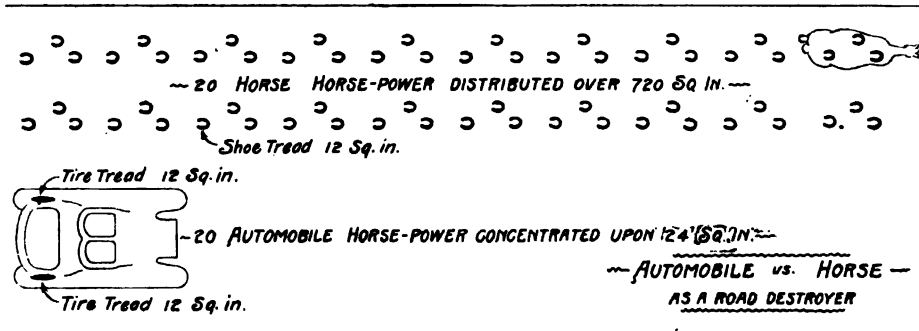 ~ 20 HORSE HORSE-POWER DISTRIBUTED OVER 720 SQ IN. ~
Shoe Tread 12 Sq. in.
Tire Tread 12 Sq. in.
~ 20 AUTOMOBILE HORSE-POWER CONCENTRATED UPON 24 SQ. IN. ~
~ AUTOMOBILE vs. HORSE ~
AS A ROAD DESTROYER
Tire Tread 12 Sq. in.